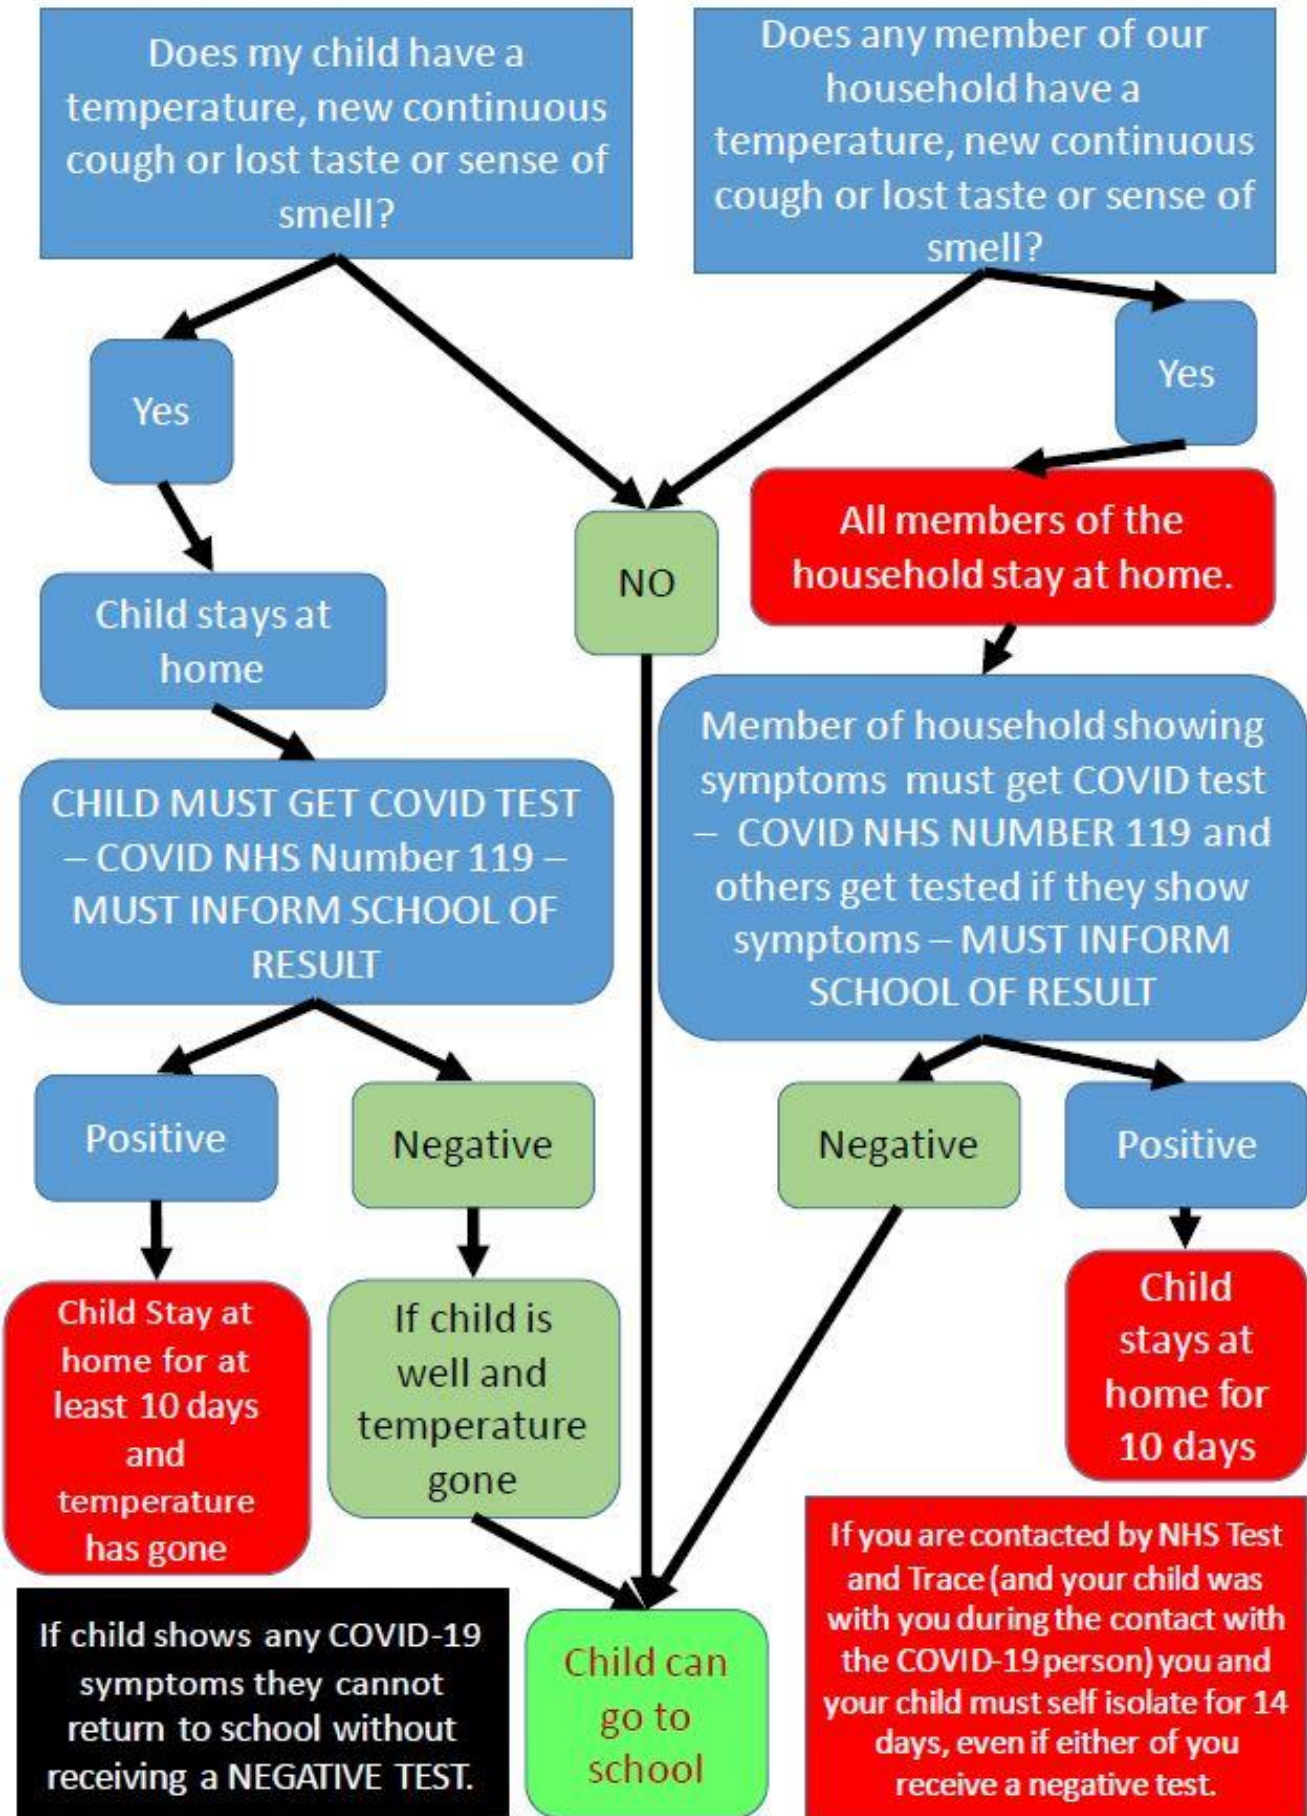 Does my child have a
temperature, new continuous
cough or lost taste or sense of
smell?
Does any member of our
household have a
temperature, new continuous
cough or lost taste or sense of
smell?
Yes
Yes
NO
All members of the
household stay at home.
Child stays at
home
CHILD MUST GET COVID TEST
– COVID NHS Number 119 –
MUST INFORM SCHOOL OF
RESULT
Member of household showing
symptoms must get COVID test
– COVID NHS NUMBER 119 and
others get tested if they show
symptoms – MUST INFORM
SCHOOL OF RESULT
Positive
Negative
Negative
Positive
Child Stay at
home for at
least 10 days
and
temperature
has gone
If child is
well and
temperature
gone
Child
stays at
home for
10 days
If child shows any COVID-19
symptoms they cannot
return to school without
receiving a NEGATIVE TEST.
Child can
go to
school
If you are contacted by NHS Test
and Trace (and your child was
with you during the contact with
the COVID-19 person) you and
your child must self isolate for 14
days, even if either of you
receive a negative test.